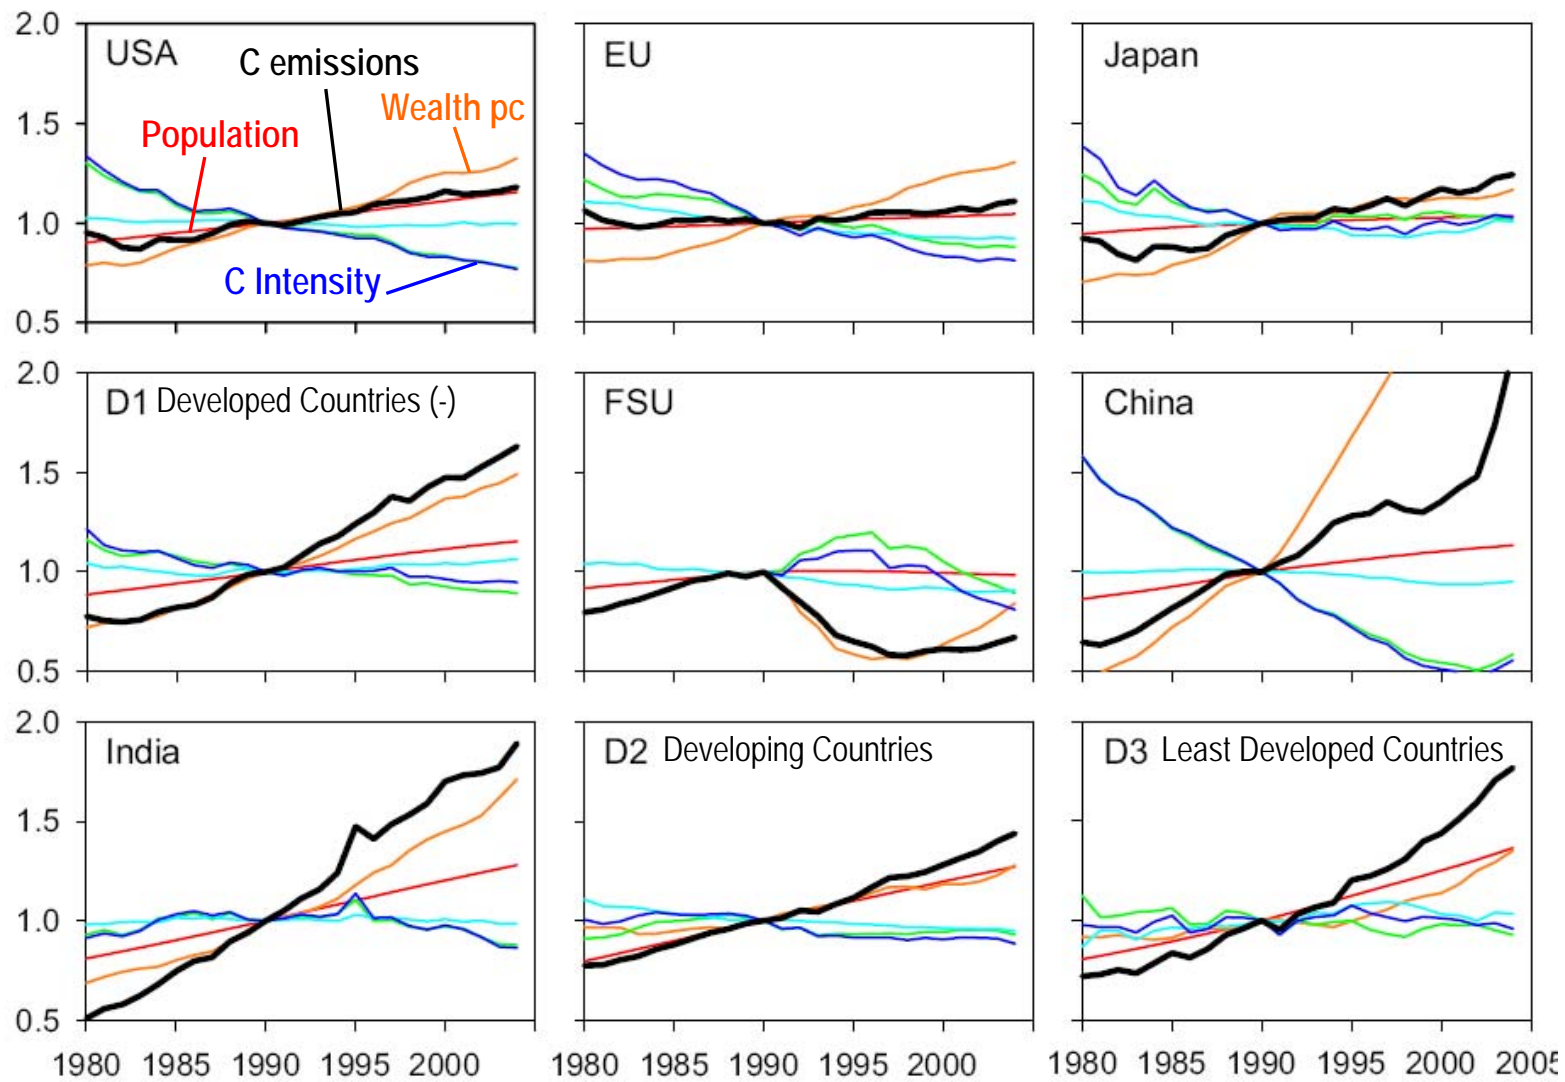 2.0
1.5
1.0
0.5
USA
C emissions
Wealth pc
Population
C Intensity
EU
Japan
2.0
1.5
1.0
0.5
D1 Developed Countries (-)
FSU
China
2.0
1.5
1.0
0.5
India
D2 Developing Countries
D3 Least Developed Countries
1980 1985 1990 1995 2000
1980 1985 1990 1995 2000
1980 1985 1990 1995 2000 2005